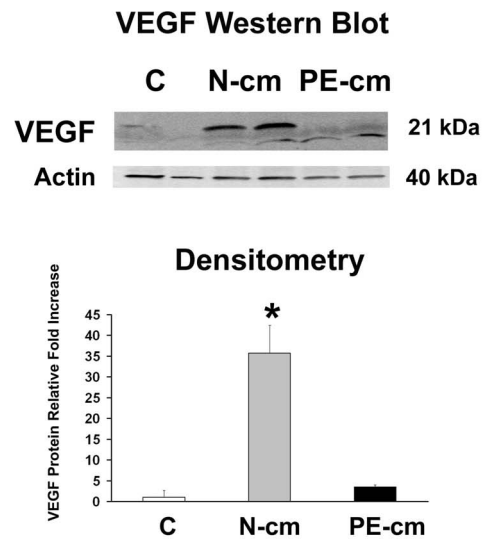 VEGF Western Blot
C N-cm PE-cm
VEGF 21 kDa
Actin 40 kDa
Densitometry
VEGF Protein Relative Fold Increase
45
40
35
30
25
20
15
10
5
0
*
C N-cm PE-cm